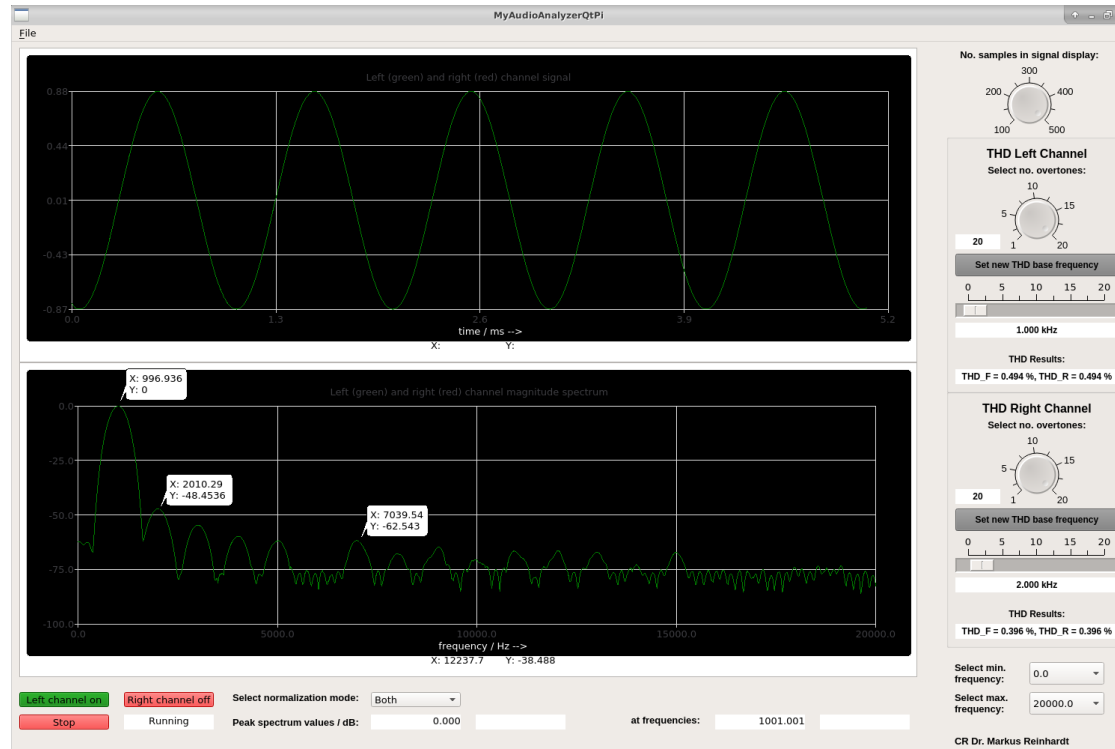 MyAudioAnalyzerQtPi
File
Left (green) and right (red) channel signal
0.88
0.44
0.01
-0.43
-0.87
0.0 1.3 2.6 3.9 5.2
time / ms -->
X: Y:
X: 996.936
Y: 0
Left (green) and right (red) channel magnitude spectrum
0.0
-25.0
X: 2010.29
Y: -48.4536
-50.0
X: 7039.54
Y: -62.543
-75.0
-100.0
0.0 5000.0 10000.0 15000.0 20000.0
frequency / Hz -->
X: 12237.7 Y: -38.488
Left channel on Right channel off Select normalization mode: Both
Stop Running Peak spectrum values / dB: 0.000 at frequencies: 1001.001
No. samples in signal display:
300
200 400
100 500
THD Left Channel
Select no. overtones:
10
5 15
20 1 20
Set new THD base frequency
0 5 10 15 20
1.000 kHz
THD Results:
THD_F = 0.494 %, THD_R = 0.494 %
THD Right Channel
Select no. overtones:
10
5 15
20 1 20
Set new THD base frequency
0 5 10 15 20
2.000 kHz
THD Results:
THD_F = 0.396 %, THD_R = 0.396 %
Select min.
frequency: 0.0
Select max.
frequency: 20000.0
CR Dr. Markus Reinhardt